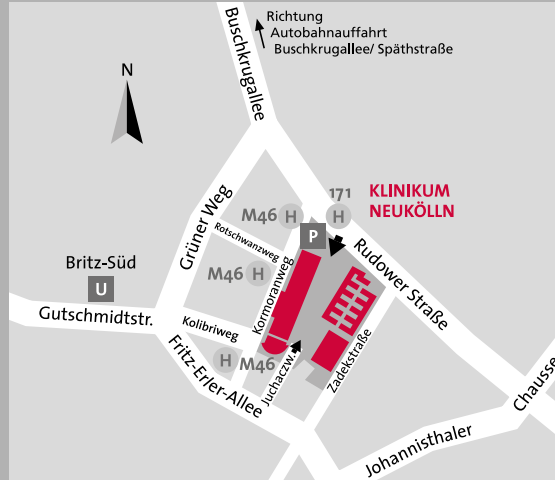 Richtung
Autobahnauffahrt
Buschkrugallee/ Späthstraße
Buschkrugallee
N
Grüner Weg
171
H
KLINIKUM
NEUKÖLLN
M46 H
P
Rotschwanzweg
Rudower Straße
Britz-Süd
U
M46 H
Kormoranweg
Gutschmidtstr.
Kolibriweg
H M46
Juchaczw.
Zadekstraße
Fritz-Erler-Allee
Johannisthaler
Chausse